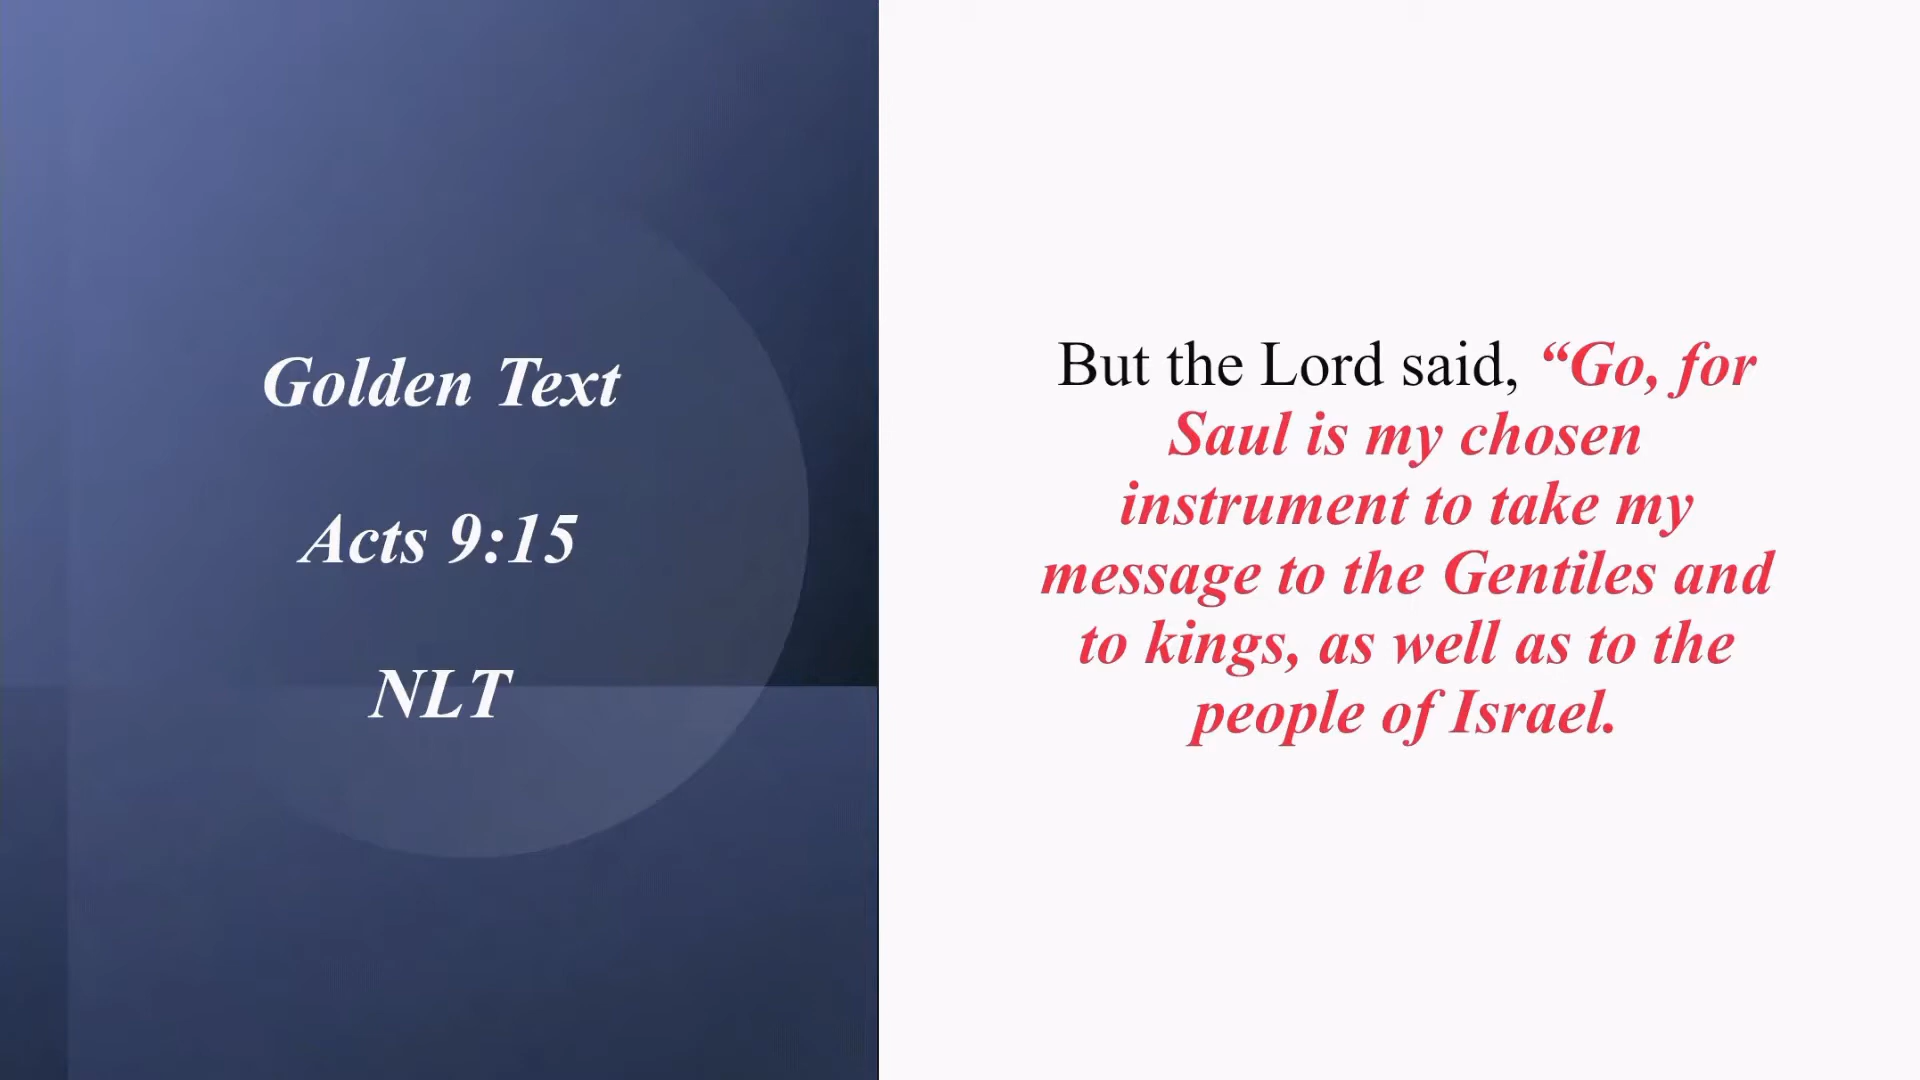 Golden Text
Acts 9:15
NLT
But the Lord said, “Go, for
Saul is my chosen
instrument to take my
message to the Gentiles and
to kings, as well as to the
people of Israel.